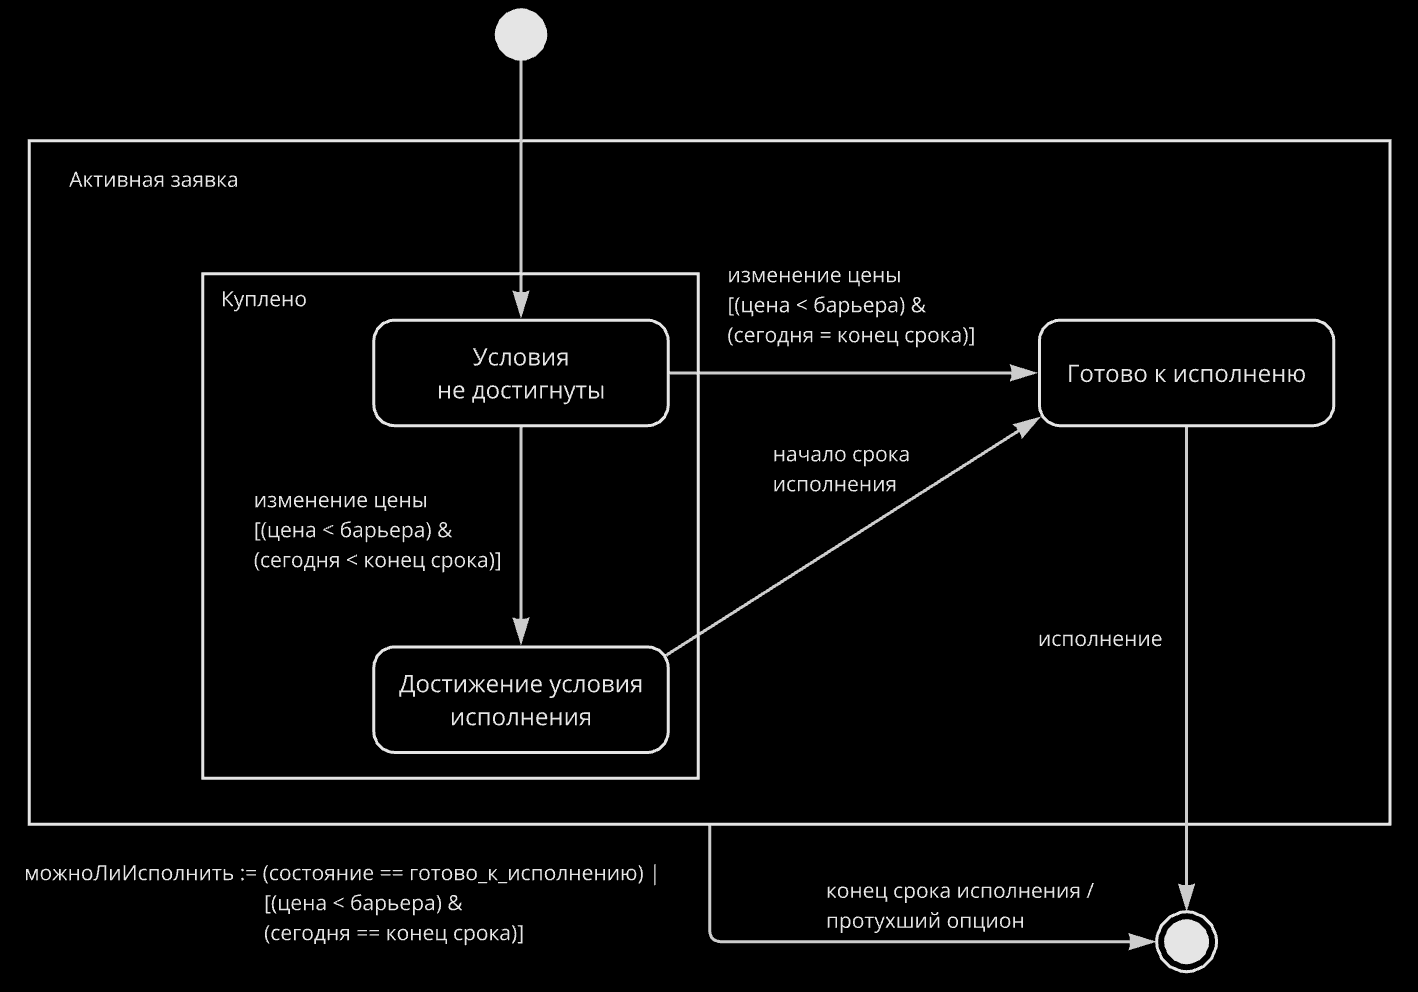 Активная заявка
Куплено
Условия
не достигнуты
изменение цены
[(цена < барьера) &
(сегодня = конец срока)]
Готово к исполненю
изменение цены
[(цена < барьера) &
(сегодня < конец срока)]
начало срока
исполнения
Достижение условия
исполнения
исполнение
можноЛиИсполнить := (состояние == готово_к_исполнению) |
[(цена < барьера) &
(сегодня == конец срока)]
конец срока исполнения /
протухший опцион